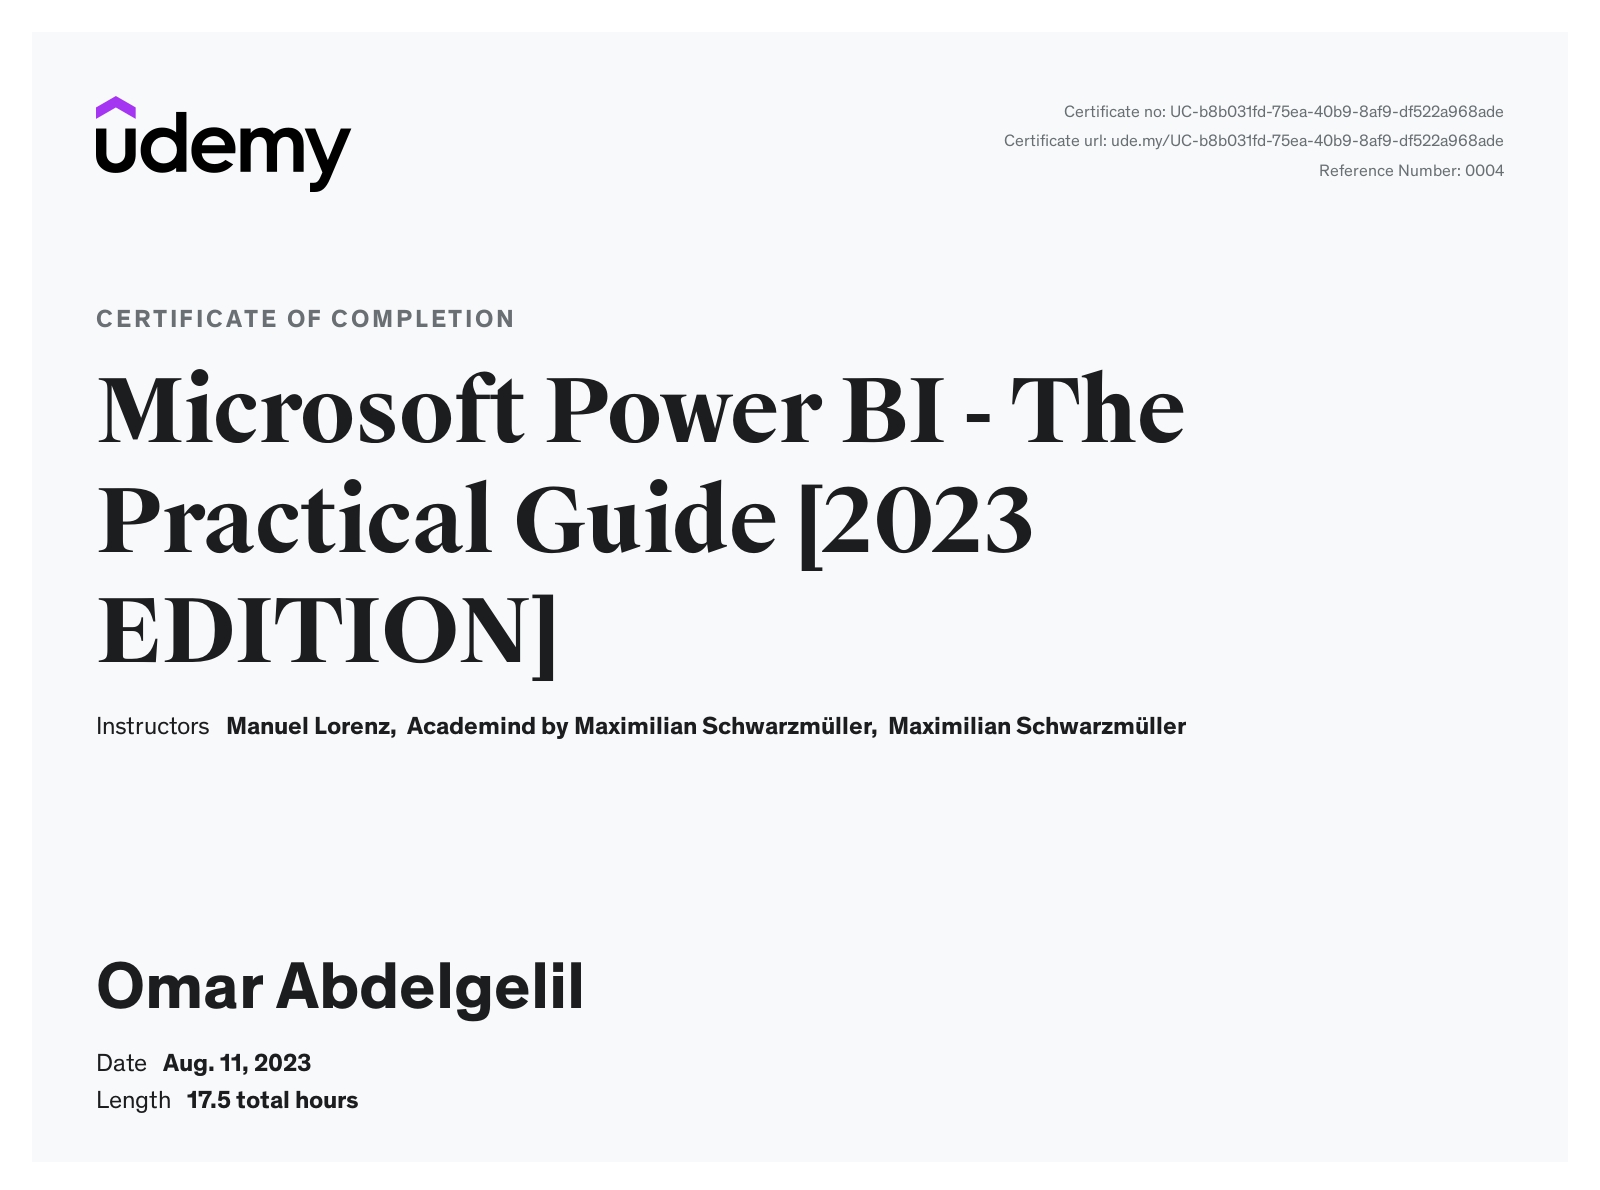 udemy
Certificate no: UC-b8b031fd-75ea-40b9-8af9-df522a968ade
Certificate url: ude.my/UC-b8b031fd-75ea-40b9-8af9-df522a968ade
Reference Number: 0004
CERTIFICATE OF COMPLETION
Microsoft Power BI - The
Practical Guide [2023
EDITION]
Instructors Manuel Lorenz, Academind by Maximilian Schwarzmüller, Maximilian Schwarzmüller
Omar Abdelgelil
Date Aug. 11, 2023
Length 17.5 total hours